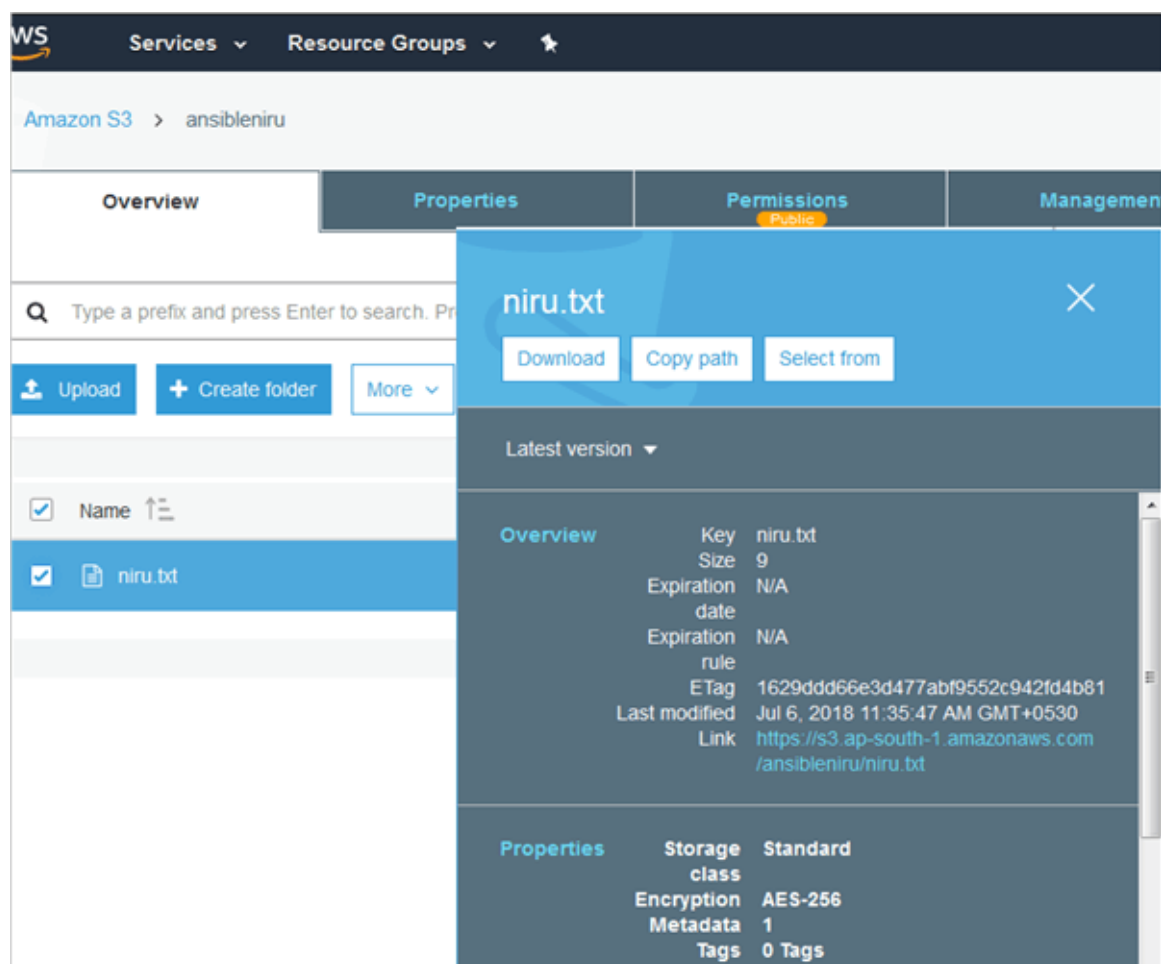 WS Services Resource Groups
Amazon S3 > ansibleniru
Overview Properties Permissions Managemen
Public
niru.txt
Type a prefix and press Enter to search. Pr
Download Copy path Select from
Upload + Create folder More
Latest version
Name
niru.txt
Overview Key niru.txt
Size 9
Expiration N/A
date
Expiration N/A
rule
ETag 1629ddd66e3d477abf9552c942fd4b81
Last modified Jul 6, 2018 11:35:47 AM GMT+0530
Link https://s3.ap-south-1.amazonaws.com
/ansibleniru/niru.txt
Properties Storage Standard
class
Encryption AES-256
Metadata 1
Tags 0 Tags